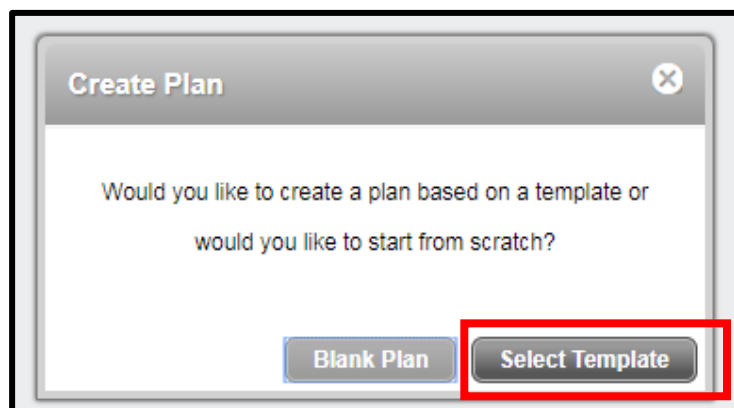 Create Plan
Would you like to create a plan based on a template or
would you like to start from scratch?
Blank Plan Select Template